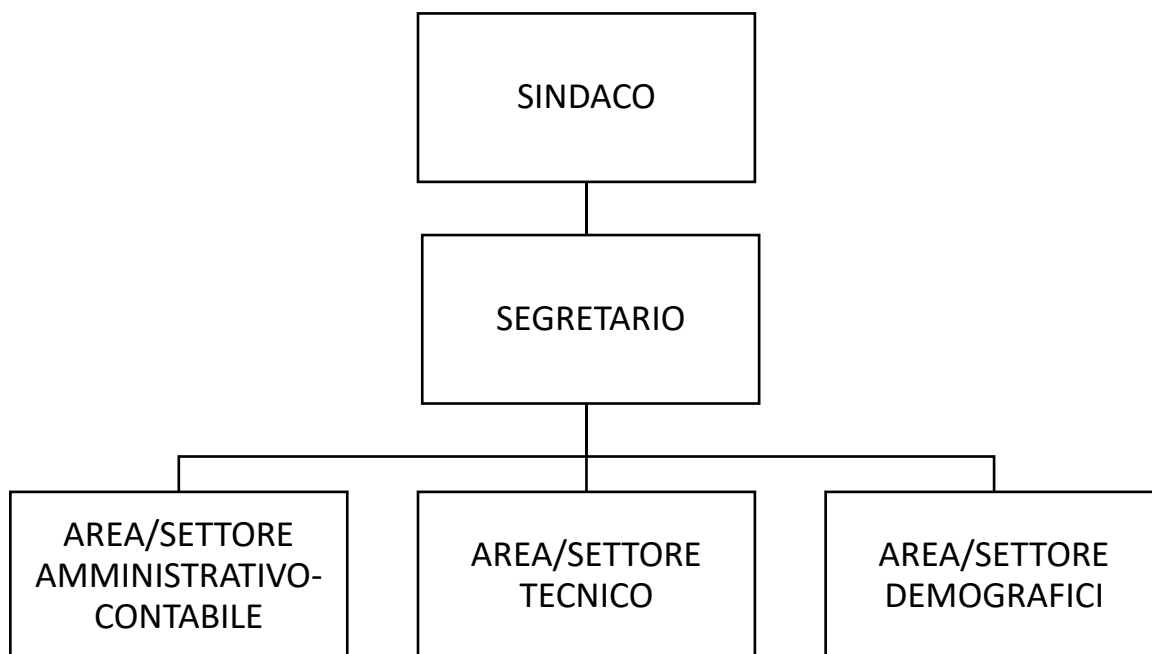 SINDACO
SEGRETARIO
AREA/SETTORE
AMMINISTRATIVO-
CONTABILE
AREA/SETTORE
TECNICO
AREA/SETTORE
DEMOGRAFICI